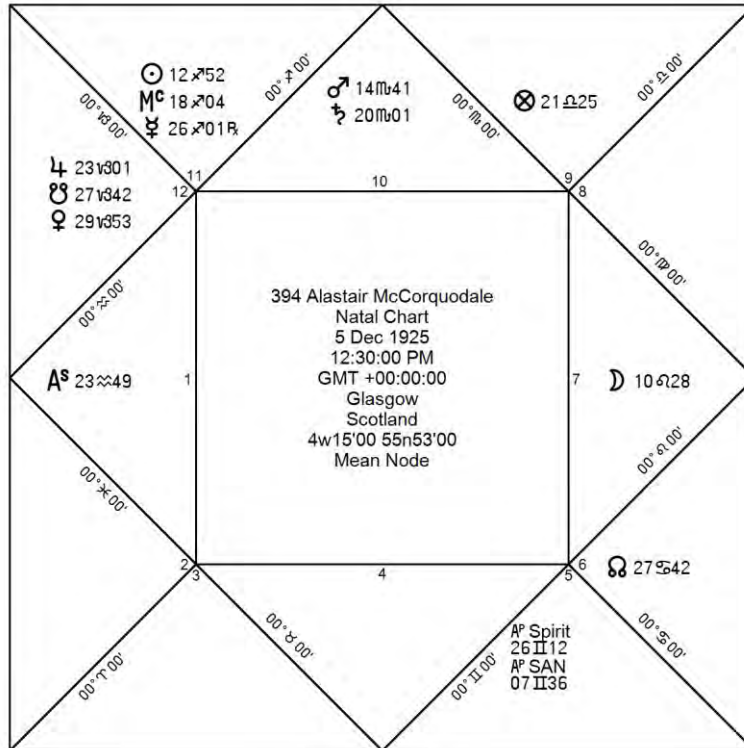 ☉ 12♐52
Mᶜ 18♐04
☿ 26♐01℞
00°♐00'
♂ 14♏41
♄ 20♏01
00°♏00'
⊗ 21♎25
00°♎00'
00°♑00'
♃ 23♑01
☋ 27♑42
♀ 29♑53
12
11
10
9
8
00°♒00'
00°♍00'
394 Alastair McCorquodale
Natal Chart
5 Dec 1925
12:30:00 PM
GMT +00:00:00
Glasgow
Scotland
4w15'00 55n53'00
Mean Node
Aˢ 23♒49
1
7
☽ 10♌28
00°♓00'
00°♌00'
2
3
4
5
6
☊ 27♋42
00°♈00'
00°♉00'
00°♊00'
AP Spirit
26♊12
AP SAN
07♊36
00°♋00'